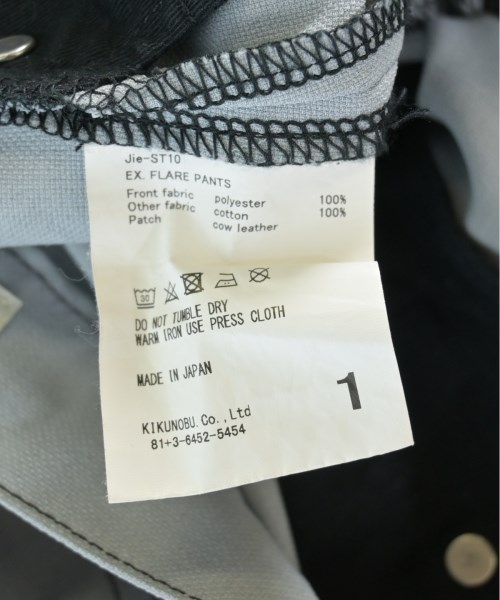 Jie-ST10
EX. FLARE PANTS
Front fabric polyester 100%
Other fabric cotton 100%
Patch cow leather
30
DO NOT TUMBLE DRY
WARM IRON USE PRESS CLOTH
MADE IN JAPAN
1
KIKUNOBU. Co. , Ltd
81+3-6452-5454